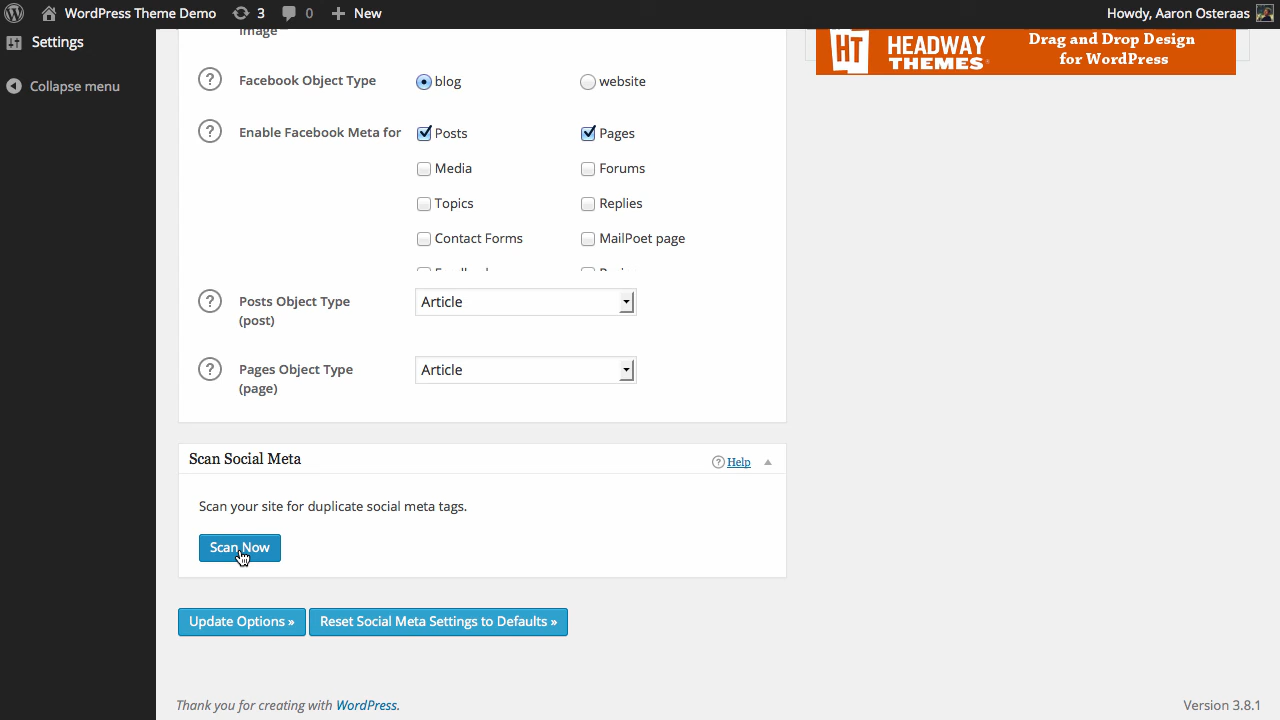 WordPress Theme Demo 3 0 New Howdy, Aaron Osteraas
Settings
Collapse menu
HT HEADWAY THEMES Drag and Drop Design
for WordPress
Image
Facebook Object Type blog website
Enable Facebook Meta for Posts Pages
Media Forums
Topics Replies
Contact Forms MailPoet page
Posts Object Type Article
(post)
Pages Object Type Article
(page)
Scan Social Meta Help
Scan your site for duplicate social meta tags.
Scan Now
Update Options » Reset Social Meta Settings to Defaults »
Thank you for creating with WordPress. Version 3.8.1